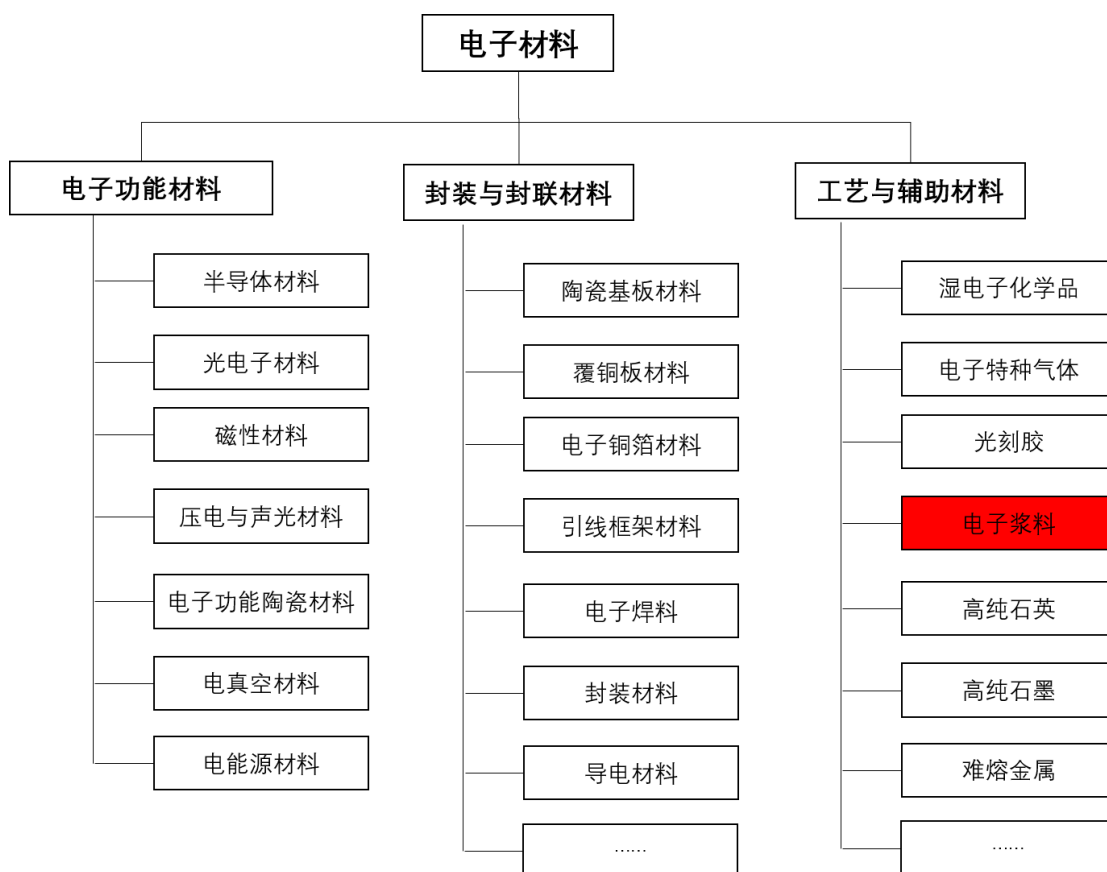 电子材料
电子功能材料
半导体材料
光电子材料
磁性材料
压电与声光材料
电子功能陶瓷材料
电真空材料
电能源材料
封装与封联材料
陶瓷基板材料
覆铜板材料
电子铜箔材料
引线框架材料
电子焊料
封装材料
导电材料
……
工艺与辅助材料
湿电子化学品
电子特种气体
光刻胶
电子浆料
高纯石英
高纯石墨
难熔金属
……